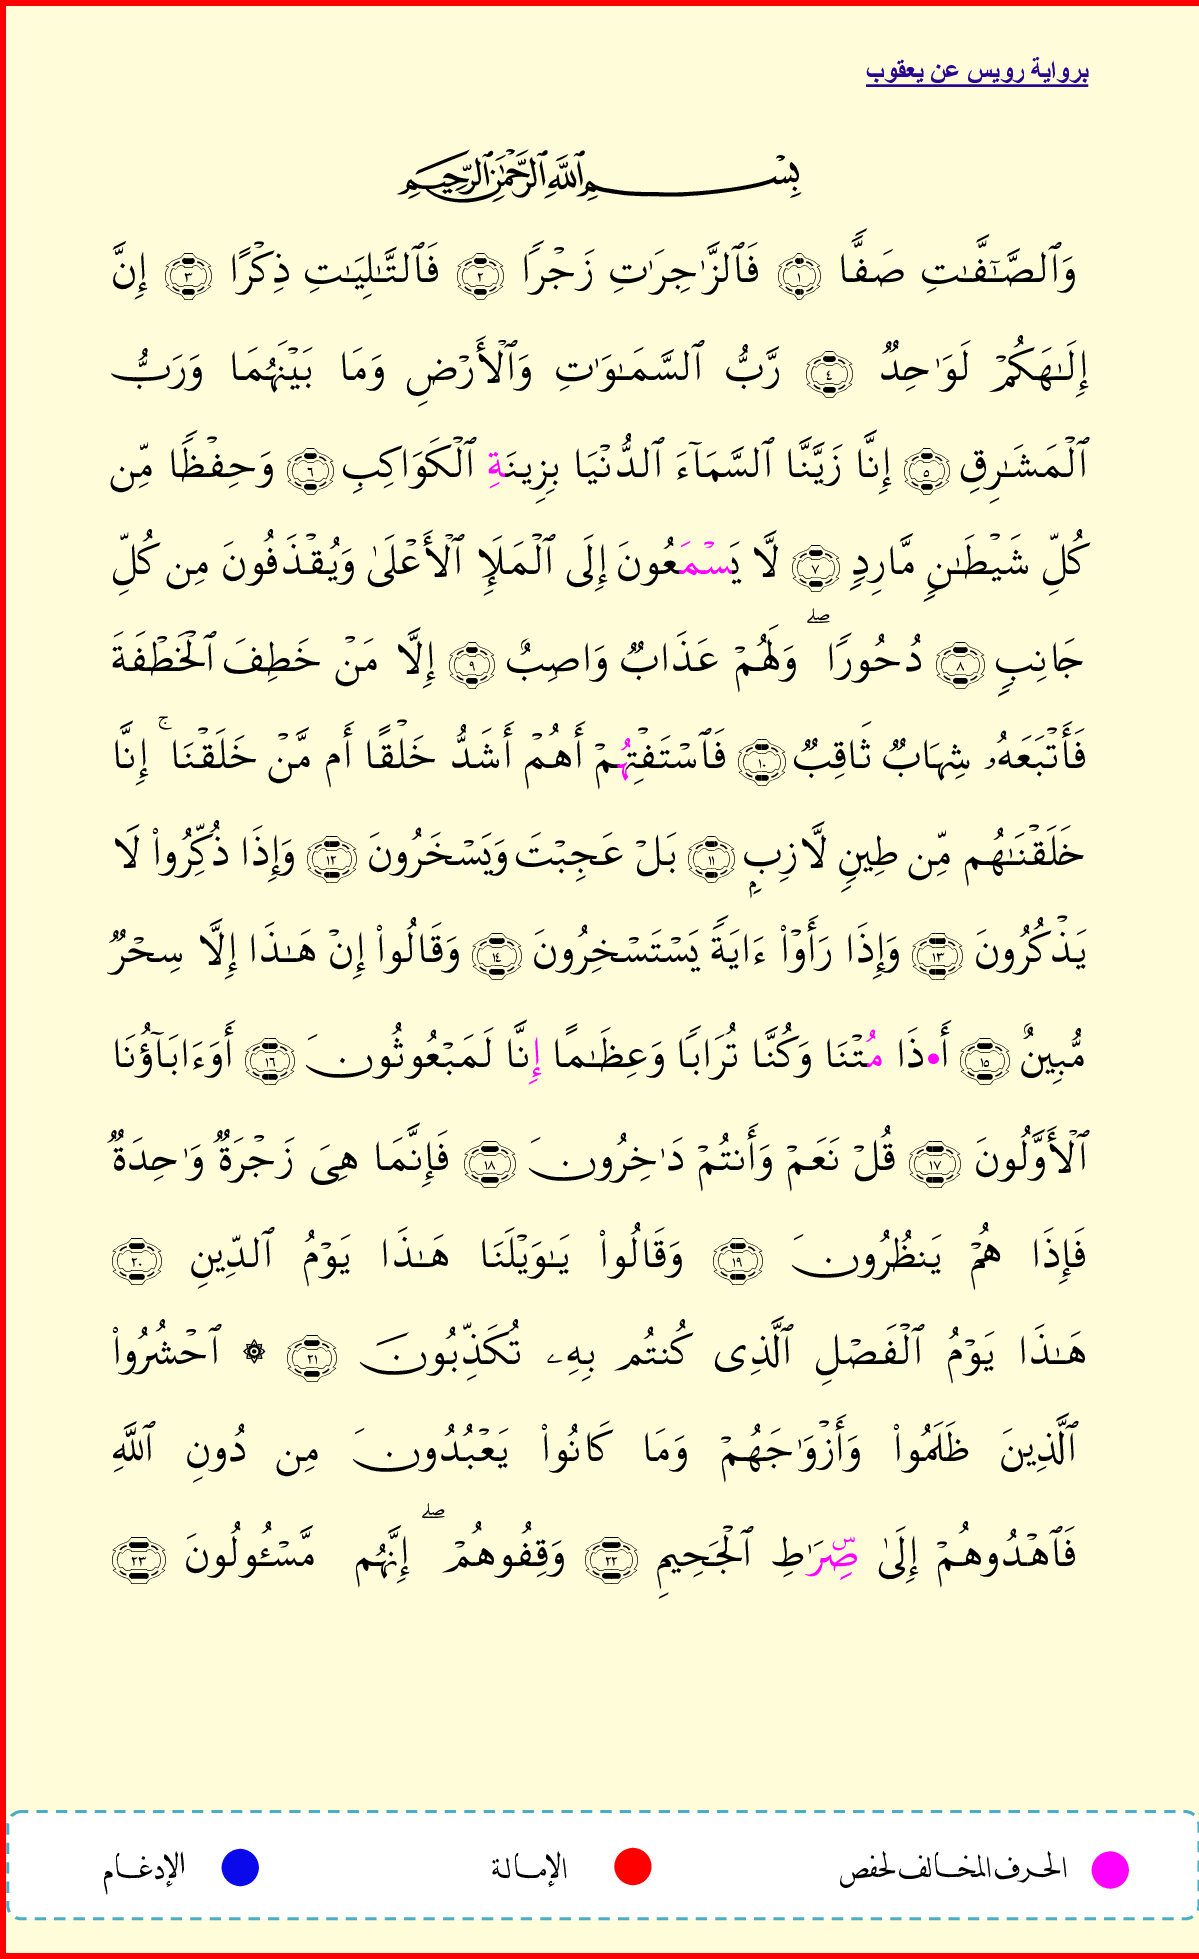 برواية رويس عن يعقوب
بِسْمِ ٱللَّهِ ٱلرَّحْمَٰنِ ٱلرَّحِيمِ
وَٱلصَّـٰٓفَّـٰتِ صَفًّا ١ فَٱلزَّٰجِرَٰتِ زَجْرًا ٢ فَٱلتَّـٰلِيَـٰتِ ذِكْرًا ٣ إِنَّ
إِلَـٰهَكُمْ لَوَٰحِدٌ ٤ رَّبُّ ٱلسَّمَـٰوَٰتِ وَٱلْأَرْضِ وَمَا بَيْنَهُمَا وَرَبُّ
ٱلْمَشَـٰرِقِ ٥ إِنَّا زَيَّنَّا ٱلسَّمَآءَ ٱلدُّنْيَا بِزِينَةِ ٱلْكَوَاكِبِ ٦ وَحِفْظًا مِّن
كُلِّ شَيْطَـٰنٍ مَّارِدٍ ٧ لَّا يَسْمَعُونَ إِلَى ٱلْمَلَإِ ٱلْأَعْلَىٰ وَيُقْذَفُونَ مِن كُلِّ
جَانِبٍ ٨ دُحُورًا ۖ وَلَهُمْ عَذَابٌ وَاصِبٌ ٩ إِلَّا مَنْ خَطِفَ ٱلْخَطْفَةَ
فَأَتْبَعَهُۥ شِهَابٌ ثَاقِبٌ ١٠ فَٱسْتَفْتِهُمْ أَهُمْ أَشَدُّ خَلْقًا أَم مَّنْ خَلَقْنَا ۚ إِنَّا
خَلَقْنَـٰهُم مِّن طِينٍ لَّازِبٍۭ ١١ بَلْ عَجِبْتَ وَيَسْخَرُونَ ١٢ وَإِذَا ذُكِّرُوا۟ لَا
يَذْكُرُونَ ١٣ وَإِذَا رَأَوْا۟ ءَايَةً يَسْتَسْخِرُونَ ١٤ وَقَالُوا۟ إِنْ هَـٰذَا إِلَّا سِحْرٌ
مُّبِينٌ ١٥ أَ•ذَا مُتْنَا وَكُنَّا تُرَابًا وَعِظَـٰمًا إِنَّا لَمَبْعُوثُونَ ١٦ أَوَءَابَآؤُنَا
ٱلْأَوَّلُونَ ١٧ قُلْ نَعَمْ وَأَنتُمْ دَٰخِرُونَ ١٨ فَإِنَّمَا هِىَ زَجْرَةٌ وَٰحِدَةٌ
فَإِذَا هُمْ يَنظُرُونَ ١٩ وَقَالُوا۟ يَـٰوَيْلَنَا هَـٰذَا يَوْمُ ٱلدِّينِ ٢٠
هَـٰذَا يَوْمُ ٱلْفَصْلِ ٱلَّذِى كُنتُم بِهِۦ تُكَذِّبُونَ ٢١ ۞ ٱحْشُرُوا۟
ٱلَّذِينَ ظَلَمُوا۟ وَأَزْوَٰجَهُمْ وَمَا كَانُوا۟ يَعْبُدُونَ مِن دُونِ ٱللَّهِ
فَٱهْدُوهُمْ إِلَىٰ صِّرَٰطِ ٱلْجَحِيمِ ٢٢ وَقِفُوهُمْ ۖ إِنَّهُم مَّسْـُٔولُونَ ٢٣
الحرف المخالف لحفص
الإمالة
الإدغام